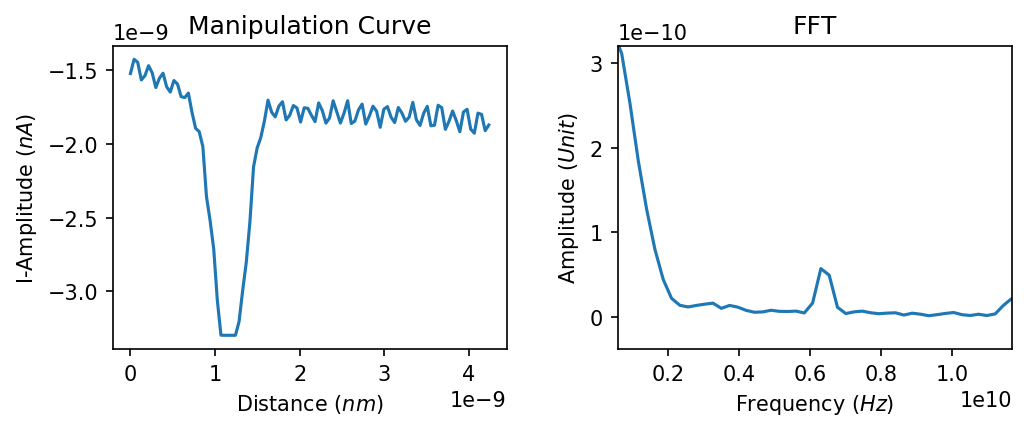 Manipulation Curve
1e−9
I-Amplitude (nA)
−1.5
−2.0
−2.5
−3.0
0 1 2 3 4
Distance (nm)
1e−9
FFT
1e−10
Amplitude (Unit)
3
2
1
0
0.2 0.4 0.6 0.8 1.0
Frequency (Hz)
1e10